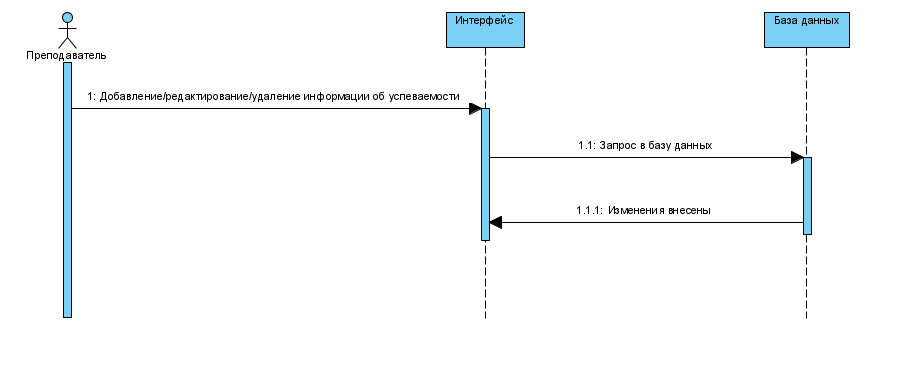 Преподаватель
Интерфейс
База данных
1: Добавление/редактирование/удаление информации об успеваемости
1.1: Запрос в базу данных
1.1.1: Изменения внесены